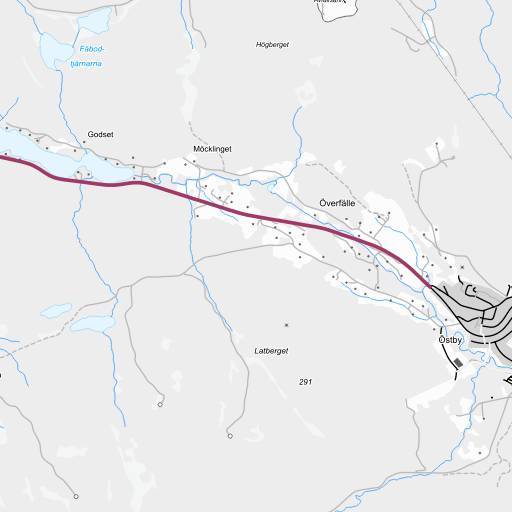 Högberget
Fäbod-
tjärnarna
Godset
Möcklinget
Överfälle
Östby
Latberget
291